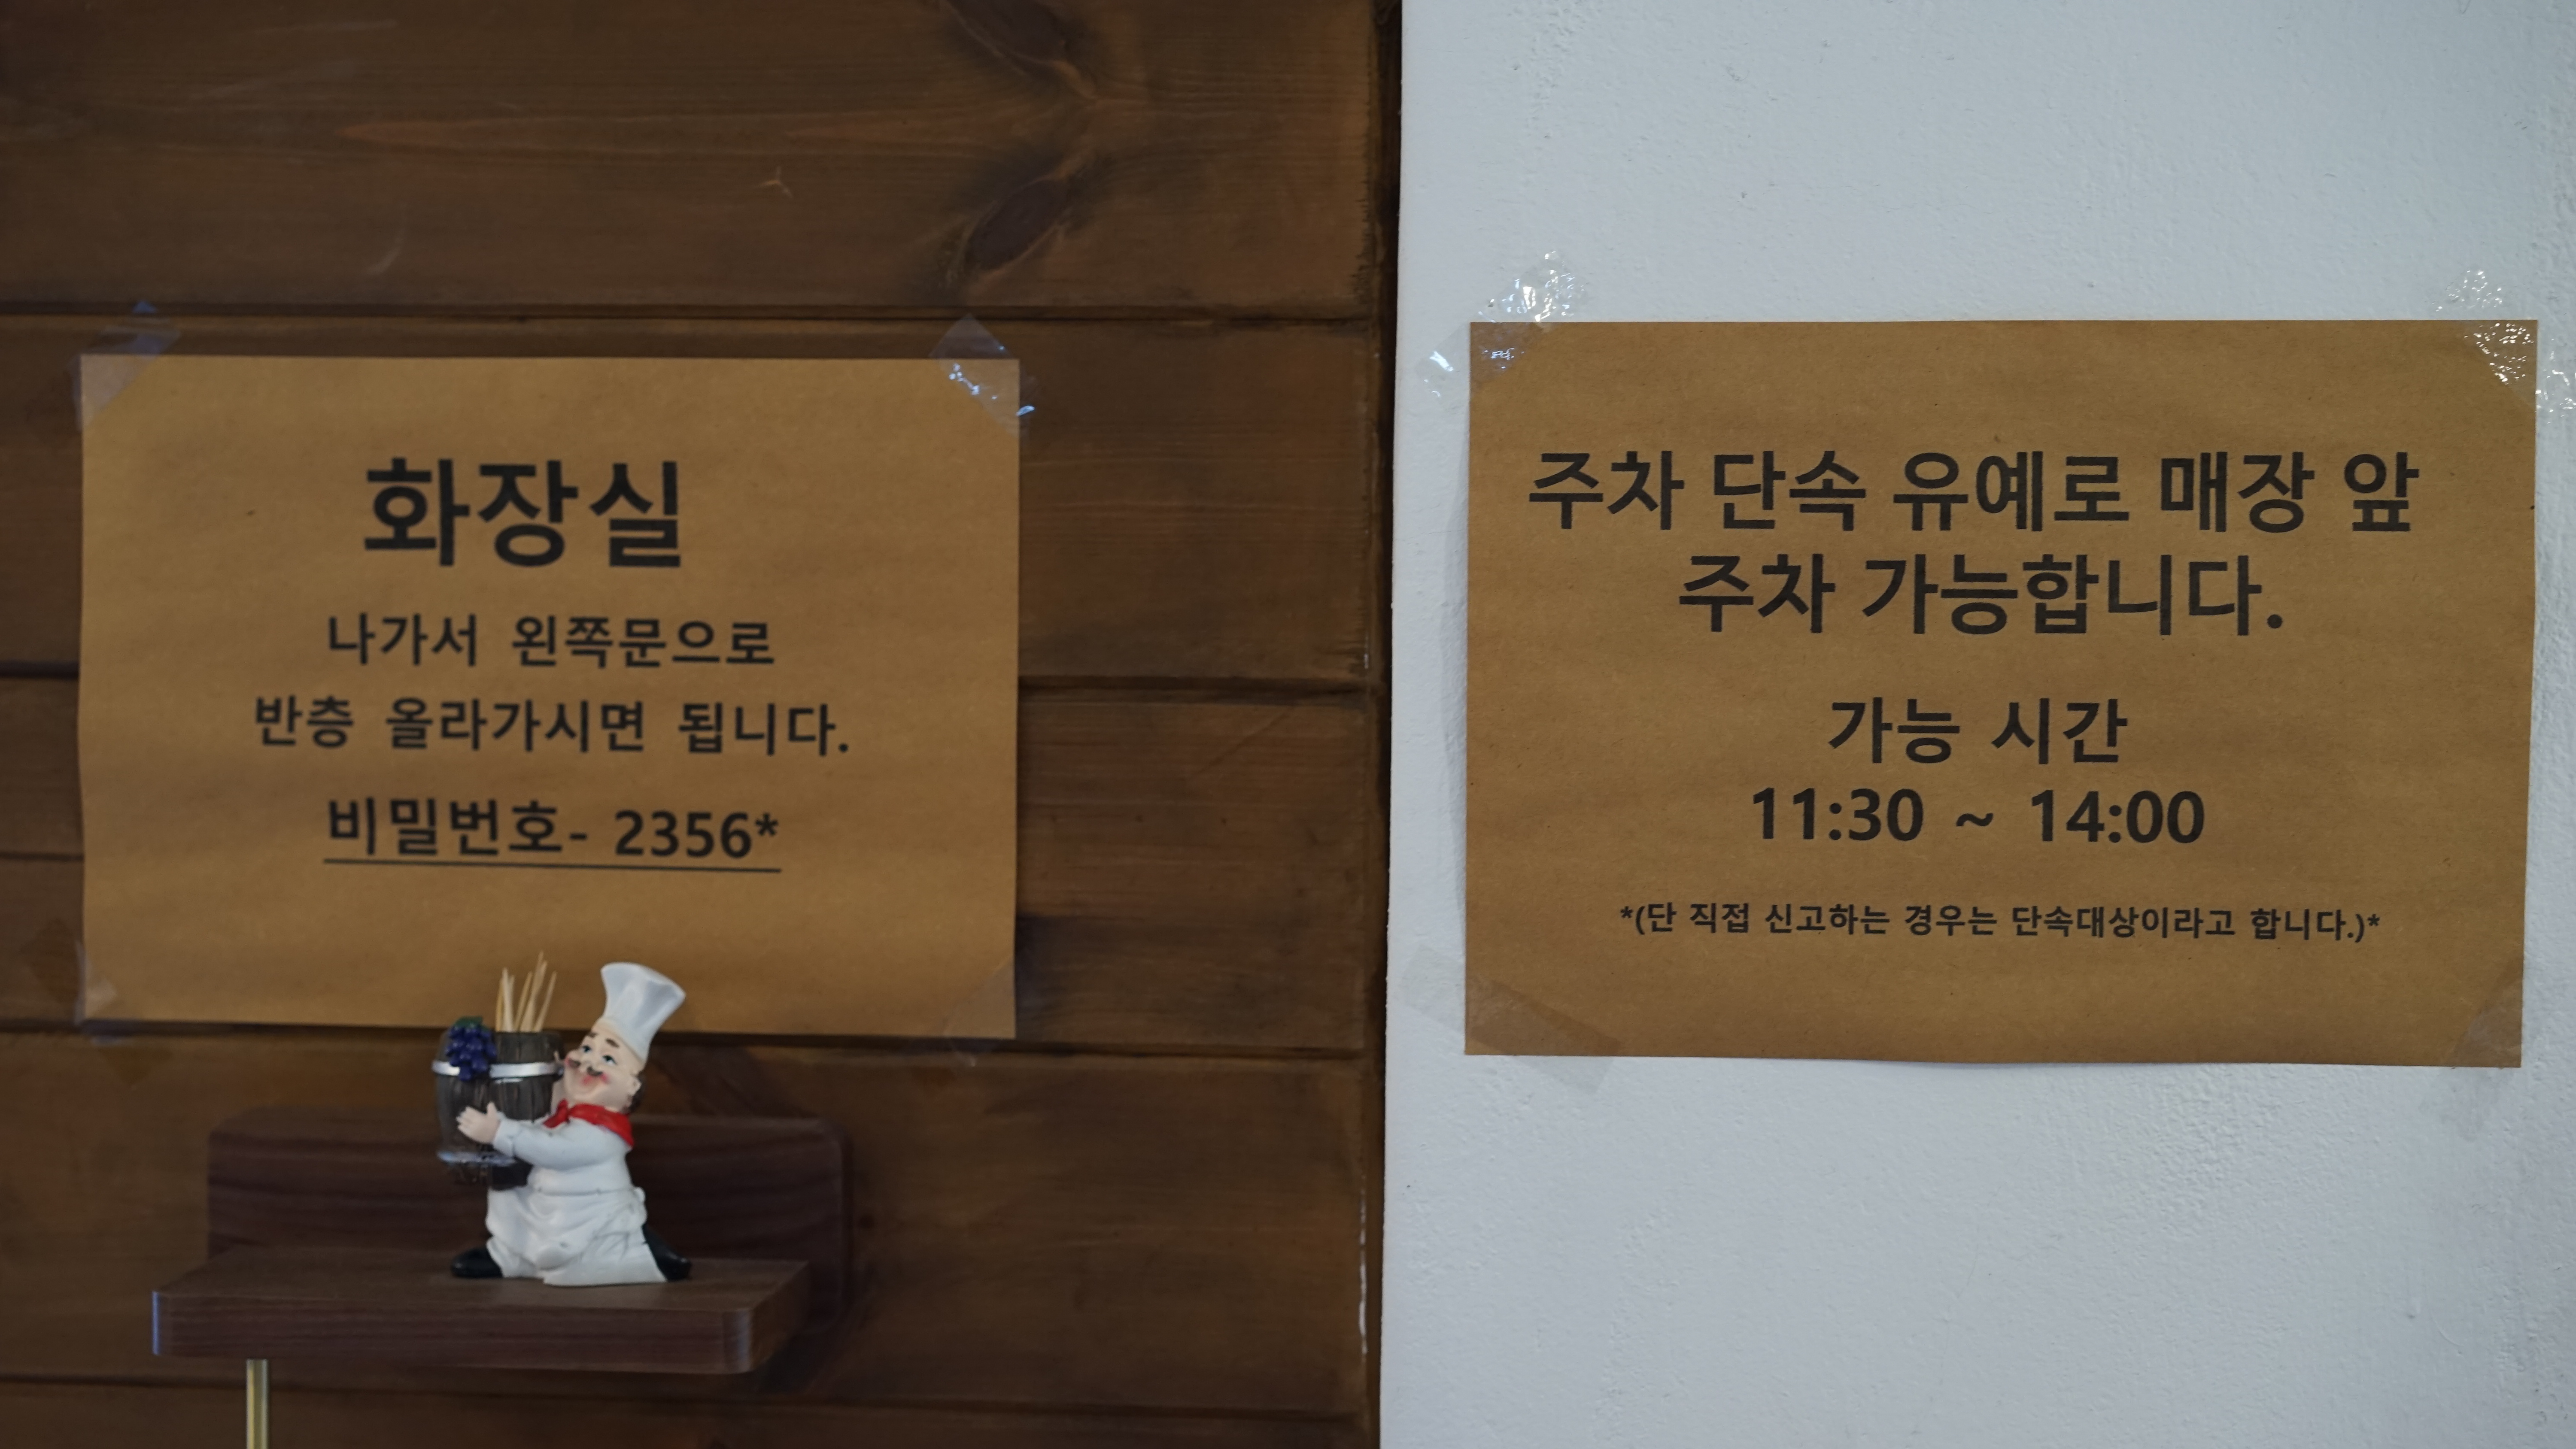 화장실
나가서 왼쪽문으로
반층 올라가시면 됩니다.
비밀번호- 2356*
주차 단속 유예로 매장 앞
주차 가능합니다.
가능 시간
11:30 ~ 14:00
*(단 직접 신고하는 경우는 단속대상이라고 합니다.)*